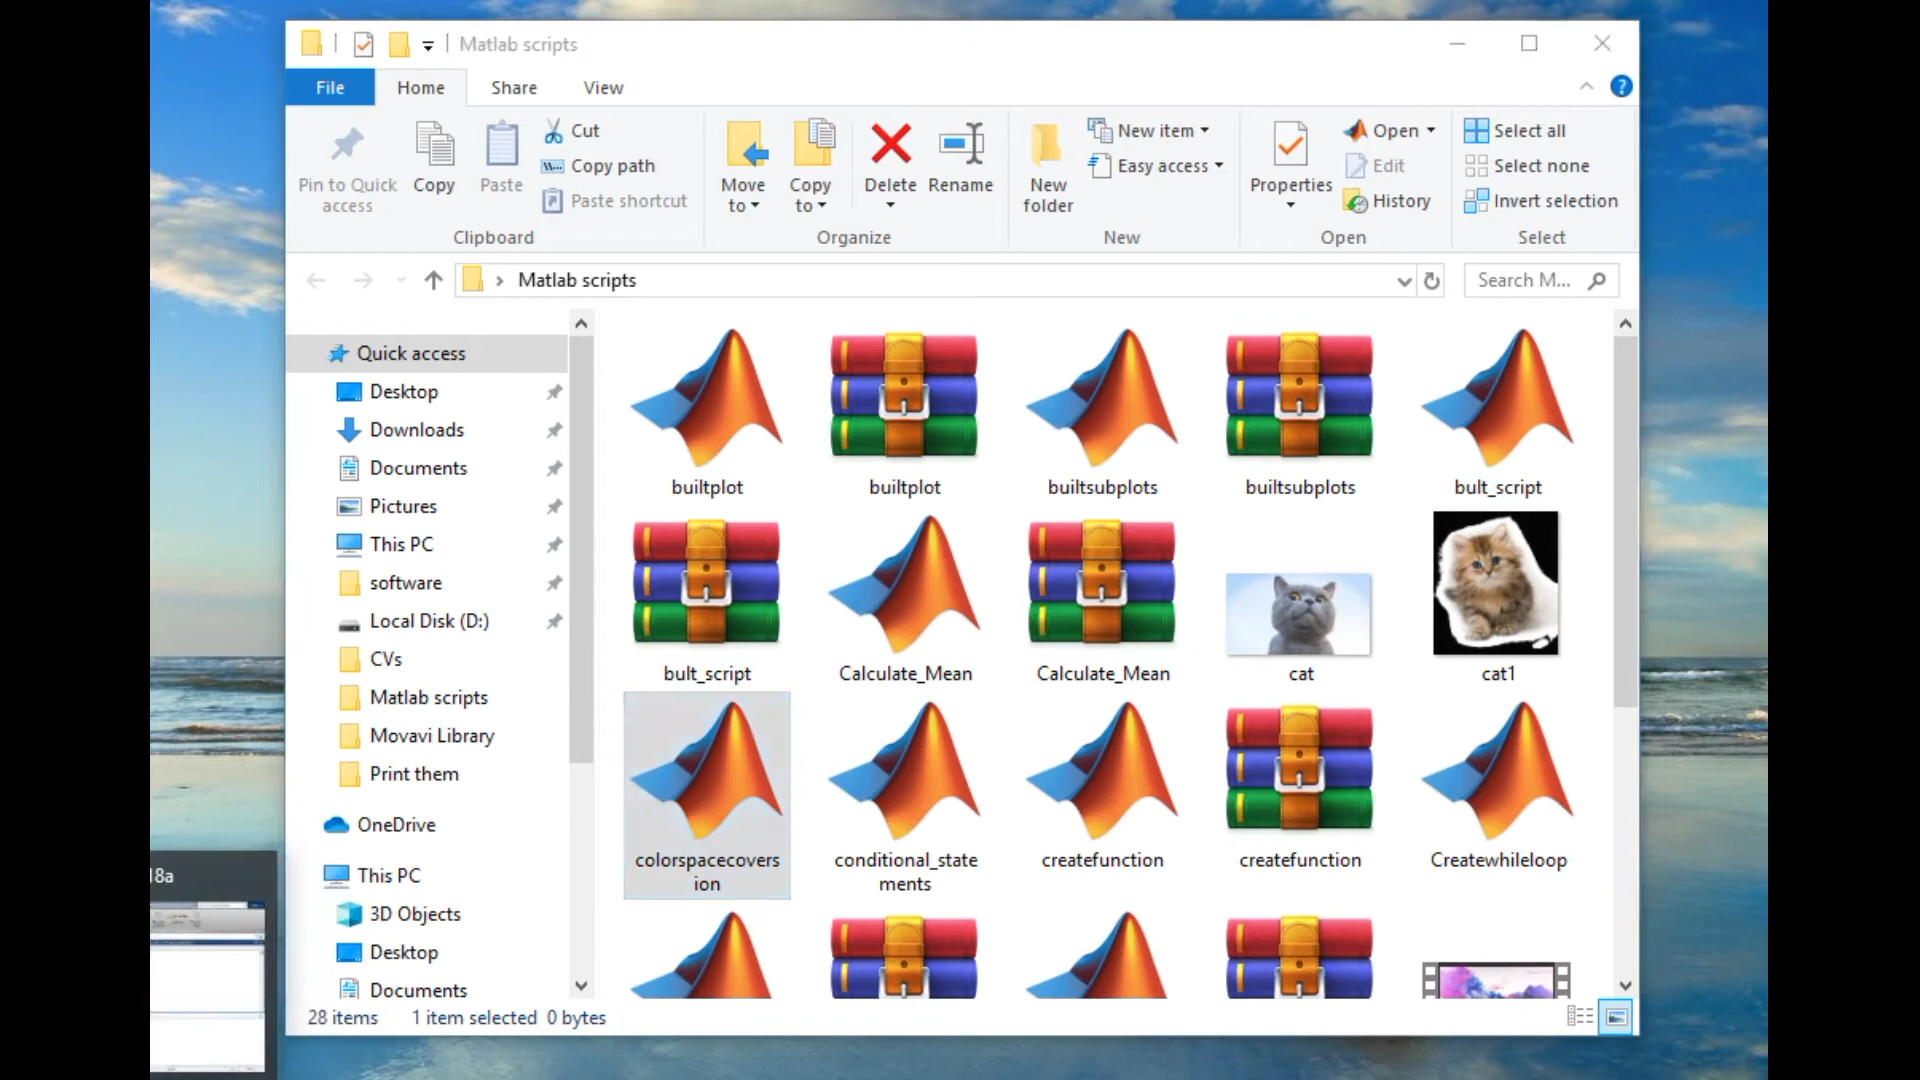 Matlab scripts
File Home Share View
Pin to Quick access
Copy
Paste
Cut
Copy path
Paste shortcut
Clipboard
Move to
Copy to
Delete
Rename
Organize
New folder
New item
Easy access
New
Properties
Open
Edit
History
Open
Select all
Select none
Invert selection
Select
Matlab scripts
Search M...
Quick access
Desktop
Downloads
Documents
Pictures
This PC
software
Local Disk (D:)
CVs
Matlab scripts
Movavi Library
Print them
OneDrive
This PC
3D Objects
Desktop
Documents
builtplot builtplot builtsubplots builtsubplots bult_script
bult_script Calculate_Mean Calculate_Mean cat cat1
colorspacecovers
ion
conditional_state
ments
createfunction createfunction Createwhileloop
18a
28 items 1 item selected 0 bytes